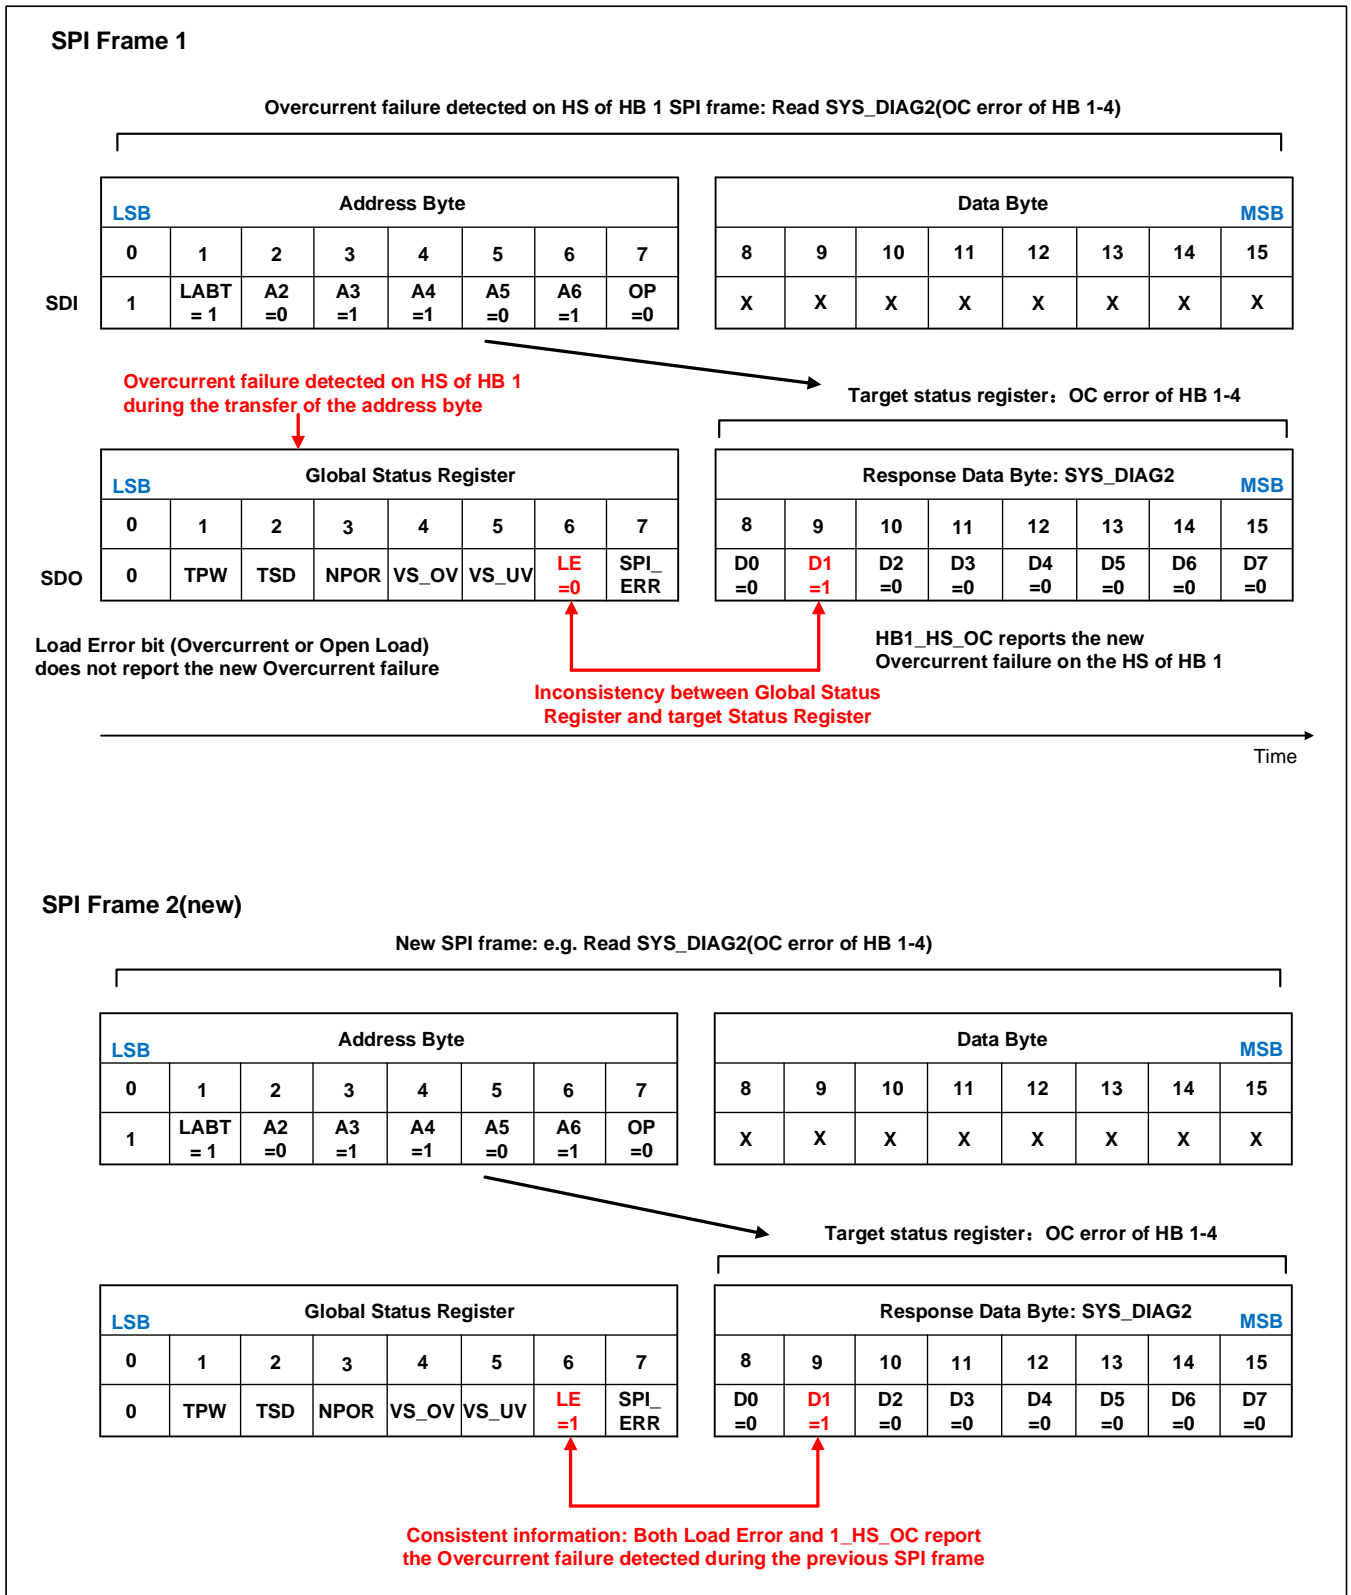 SPI Frame 1
Overcurrent failure detected on HS of HB 1 SPI frame: Read SYS_DIAG2(OC error of HB 1-4)
LSB Address Byte
Data Byte MSB
0 1 2 3 4 5 6 7
8 9 10 11 12 13 14 15
SDI
1 LABT A2 A3 A4 A5 A6 OP
= 1 =0 =1 =1 =0 =1 =0
X X X X X X X X
Overcurrent failure detected on HS of HB 1
during the transfer of the address byte
Target status register：OC error of HB 1-4
LSB Global Status Register
Response Data Byte: SYS_DIAG2 MSB
0 1 2 3 4 5 6 7
8 9 10 11 12 13 14 15
SDO
0 TPW TSD NPOR VS_OV VS_UV LE SPI_
=0 ERR
D0 D1 D2 D3 D4 D5 D6 D7
=0 =1 =0 =0 =0 =0 =0 =0
Load Error bit (Overcurrent or Open Load)
does not report the new Overcurrent failure
HB1_HS_OC reports the new
Overcurrent failure on the HS of HB 1
Inconsistency between Global Status
Register and target Status Register
Time
SPI Frame 2(new)
New SPI frame: e.g. Read SYS_DIAG2(OC error of HB 1-4)
LSB Address Byte
Data Byte MSB
0 1 2 3 4 5 6 7
8 9 10 11 12 13 14 15
1 LABT A2 A3 A4 A5 A6 OP
= 1 =0 =1 =1 =0 =1 =0
X X X X X X X X
Target status register：OC error of HB 1-4
LSB Global Status Register
Response Data Byte: SYS_DIAG2 MSB
0 1 2 3 4 5 6 7
8 9 10 11 12 13 14 15
0 TPW TSD NPOR VS_OV VS_UV LE SPI_
=1 ERR
D0 D1 D2 D3 D4 D5 D6 D7
=0 =1 =0 =0 =0 =0 =0 =0
Consistent information: Both Load Error and 1_HS_OC report
the Overcurrent failure detected during the previous SPI frame